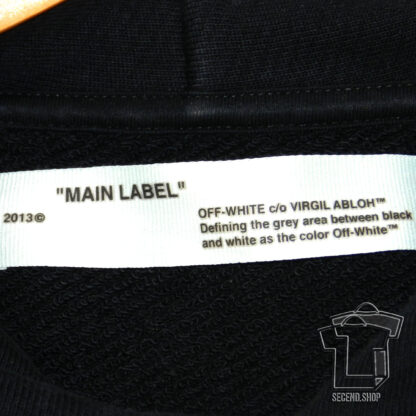 "MAIN LABEL"
2013©
OFF-WHITE c/o VIRGIL ABLOH™
Defining the grey area between black
and white as the color Off-White™
SECEND.SHOP